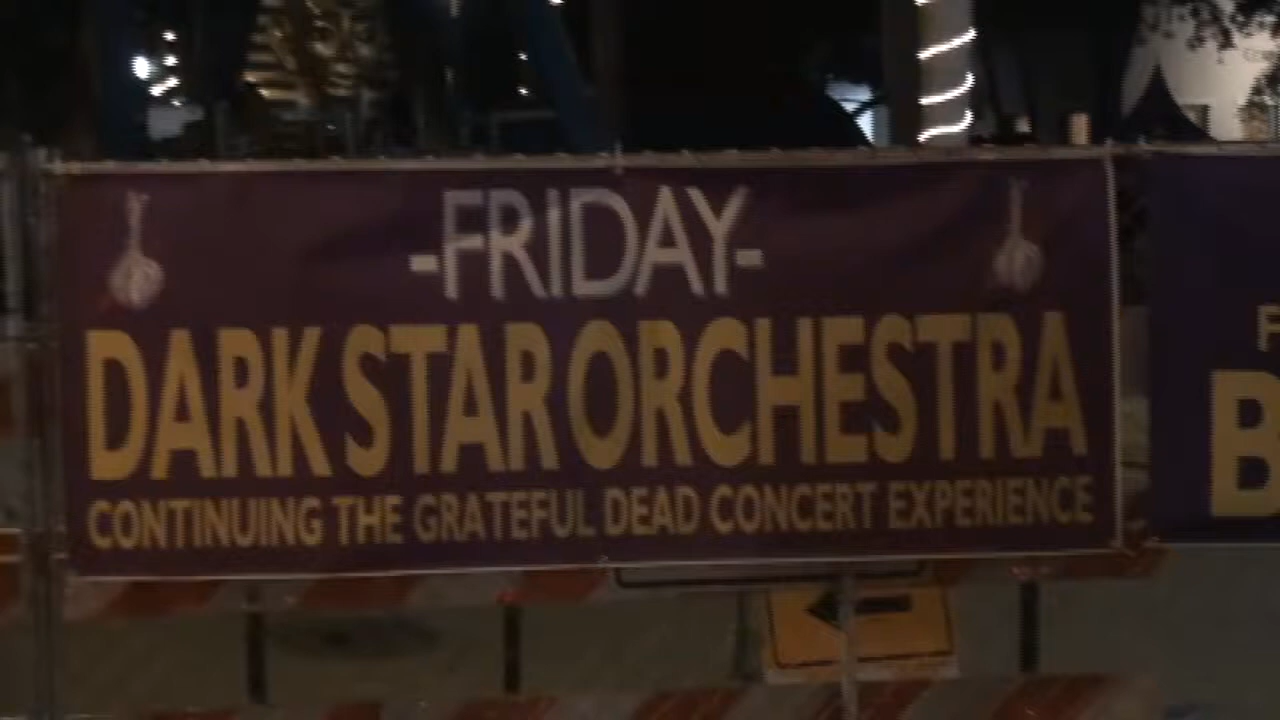 -FRIDAY-
DARK STAR ORCHESTRA
CONTINUING THE GRATEFUL DEAD CONCERT EXPERIENCE